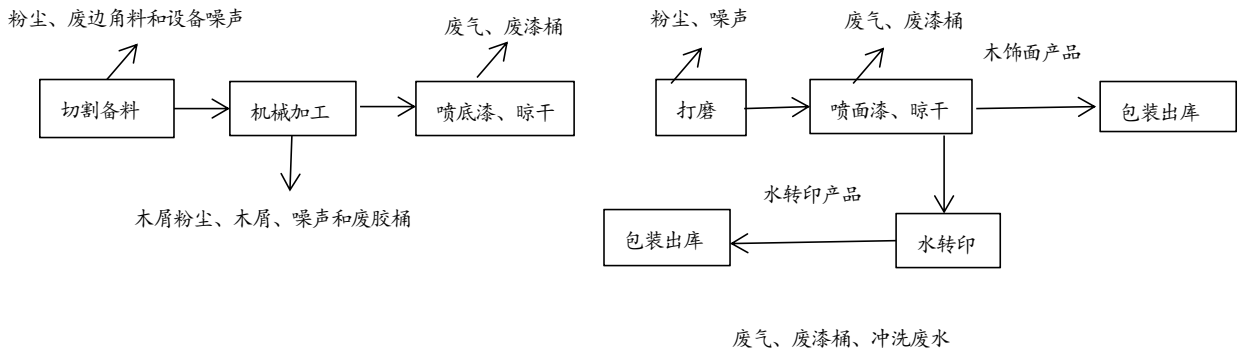 粉尘、废边角料和设备噪声
废气、废漆桶
切割备料
机械加工
喷底漆、晾干
木屑粉尘、木屑、噪声和废胶桶
粉尘、噪声
废气、废漆桶
木饰面产品
打磨
喷面漆、晾干
包装出库
水转印产品
包装出库
水转印
废气、废漆桶、冲洗废水